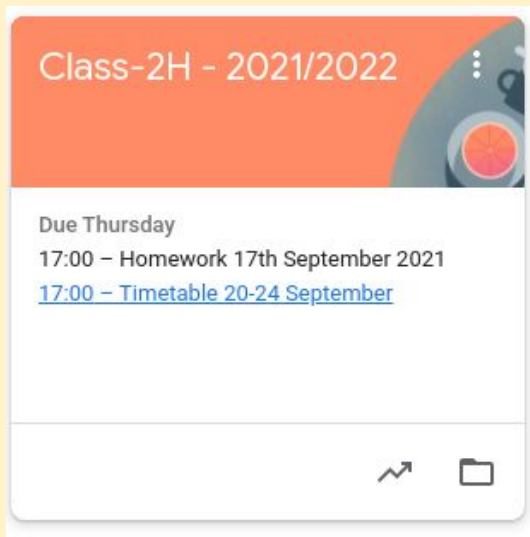 Class-2H - 2021/2022
Due Thursday
17:00 – Homework 17th September 2021
17:00 – Timetable 20-24 September